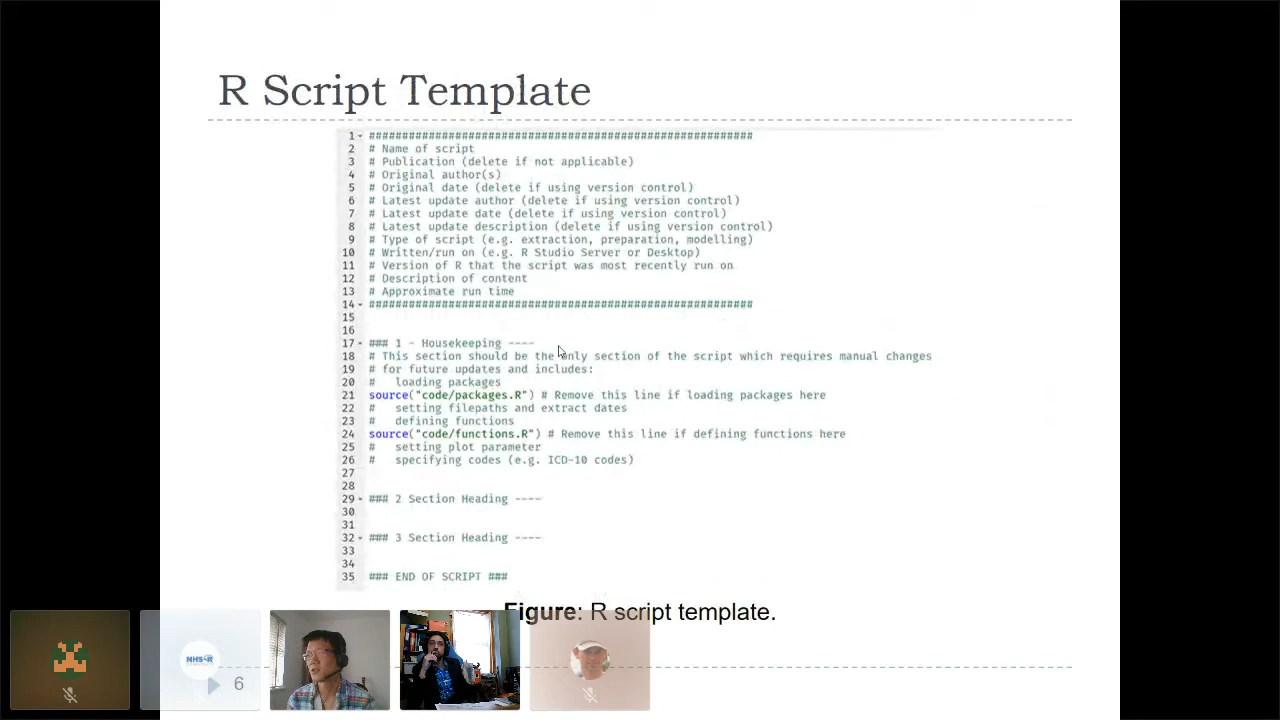 R Script Template
1 ############################################################
2 # Name of script
3 # Publication (delete if not applicable)
4 # Original author(s)
5 # Original date (delete if using version control)
6 # Latest update author (delete if using version control)
7 # Latest update date (delete if using version control)
8 # Latest update description (delete if using version control)
9 # Type of script (e.g. extraction, preparation, modelling)
10 # Written/run on (e.g. R Studio Server or Desktop)
11 # Version of R that the script was most recently run on
12 # Description of content
13 # Approximate run time
14 ############################################################
15
16
17 ### 1 - Housekeeping ----
18 # This section should be the only section of the script which requires manual changes
19 # for future updates and includes:
20 #   loading packages
21 source("code/packages.R") # Remove this line if loading packages here
22 #   setting filepaths and extract dates
23 #   defining functions
24 source("code/functions.R") # Remove this line if defining functions here
25 #   setting plot parameter
26 #   specifying codes (e.g. ICD-10 codes)
27
28
29 ### 2 Section Heading ----
30
31
32 ### 3 Section Heading ----
33
34
35 ### END OF SCRIPT ###
Figure: R script template.
NHS-R
6